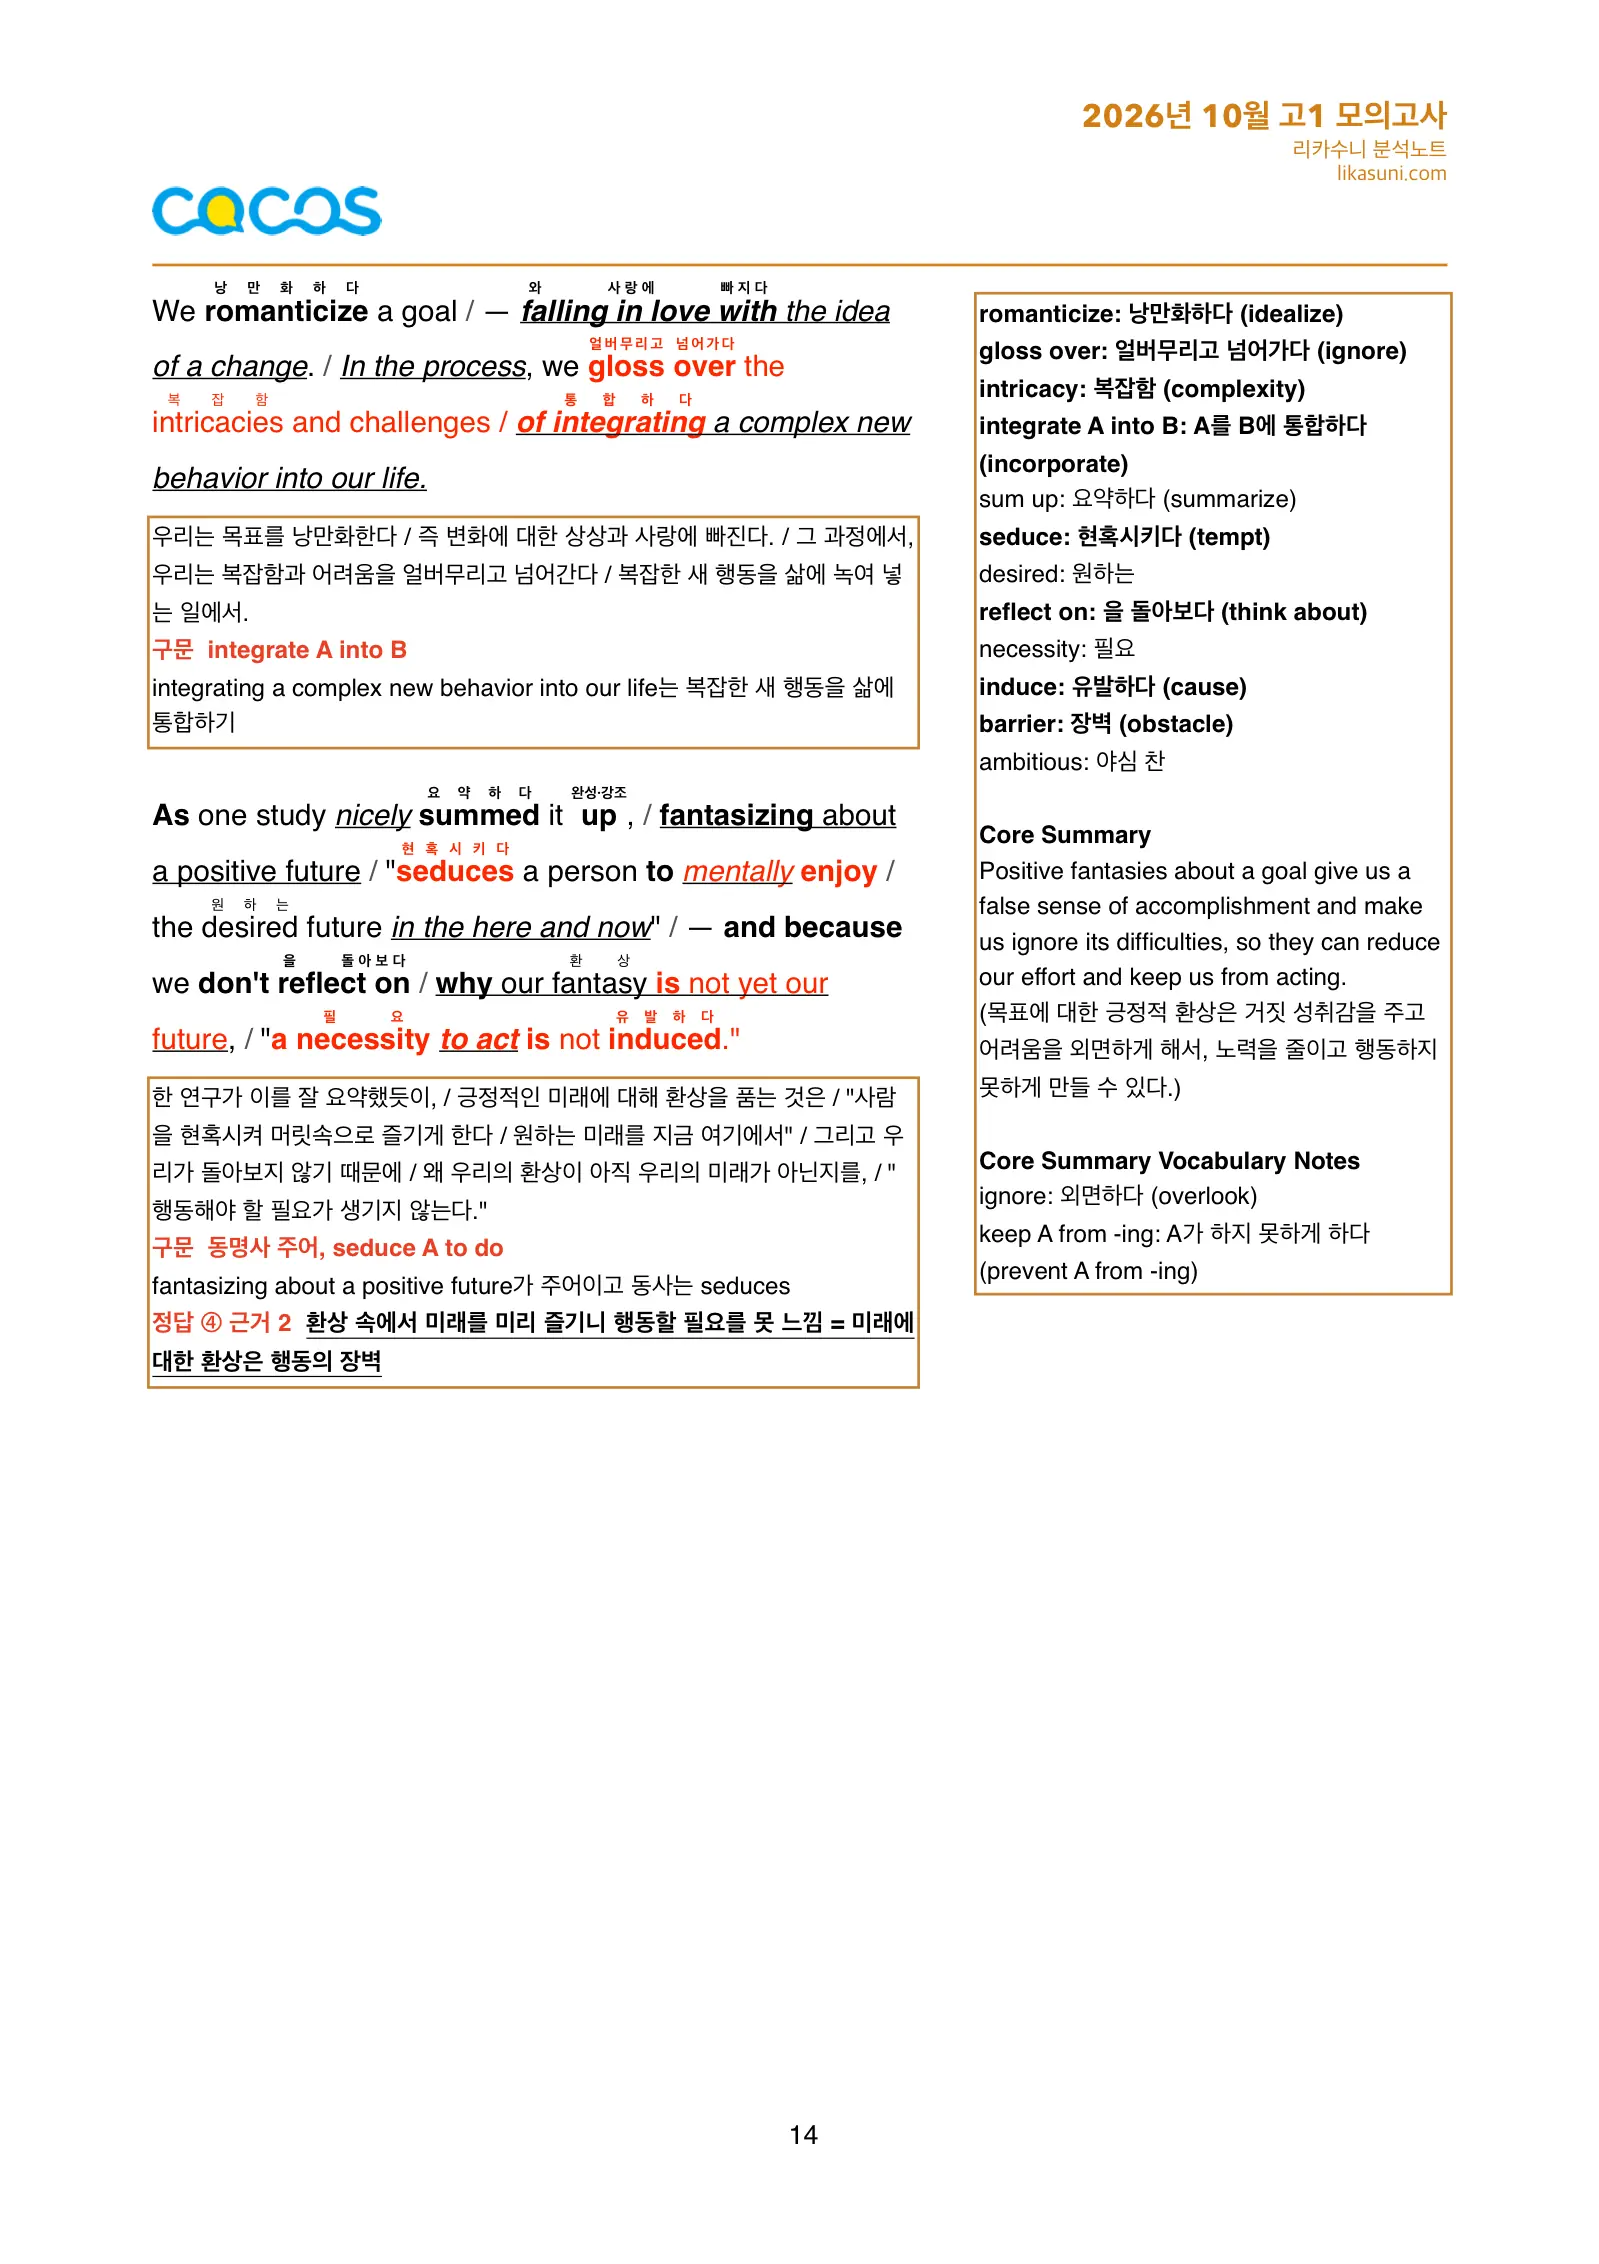 2026년 10월 고1 모의고사
리카수니 분석노트
likasuni.com
cacos
낭만화하다 와 사랑에 빠지다
We romanticize a goal / — falling in love with the idea
얼버무리고 넘어가다
of a change. / In the process, we gloss over the
복잡함 통합하다
intricacies and challenges / of integrating a complex new
behavior into our life.
우리는 목표를 낭만화한다 / 즉 변화에 대한 상상과 사랑에 빠진다. / 그 과정에서,
우리는 복잡함과 어려움을 얼버무리고 넘어간다 / 복잡한 새 행동을 삶에 녹여 넣
는 일에서.
구문 integrate A into B
integrating a complex new behavior into our life는 복잡한 새 행동을 삶에
통합하기
요약하다 완성·강조
As one study nicely summed it up , / fantasizing about
현혹시키다
a positive future / "seduces a person to mentally enjoy /
원하는
the desired future in the here and now" / — and because
을 돌아보다 환상
we don't reflect on / why our fantasy is not yet our
필요 유발하다
future, / "a necessity to act is not induced."
한 연구가 이를 잘 요약했듯이, / 긍정적인 미래에 대해 환상을 품는 것은 / "사람
을 현혹시켜 머릿속으로 즐기게 한다 / 원하는 미래를 지금 여기에서" / 그리고 우
리가 돌아보지 않기 때문에 / 왜 우리의 환상이 아직 우리의 미래가 아닌지를, / "
행동해야 할 필요가 생기지 않는다."
구문 동명사 주어, seduce A to do
fantasizing about a positive future가 주어이고 동사는 seduces
정답 ④ 근거 2 환상 속에서 미래를 미리 즐기니 행동할 필요를 못 느낌 = 미래에
대한 환상은 행동의 장벽
romanticize: 낭만화하다 (idealize)
gloss over: 얼버무리고 넘어가다 (ignore)
intricacy: 복잡함 (complexity)
integrate A into B: A를 B에 통합하다
(incorporate)
sum up: 요약하다 (summarize)
seduce: 현혹시키다 (tempt)
desired: 원하는
reflect on: 을 돌아보다 (think about)
necessity: 필요
induce: 유발하다 (cause)
barrier: 장벽 (obstacle)
ambitious: 야심 찬
Core Summary
Positive fantasies about a goal give us a
false sense of accomplishment and make
us ignore its difficulties, so they can reduce
our effort and keep us from acting.
(목표에 대한 긍정적 환상은 거짓 성취감을 주고
어려움을 외면하게 해서, 노력을 줄이고 행동하지
못하게 만들 수 있다.)
Core Summary Vocabulary Notes
ignore: 외면하다 (overlook)
keep A from -ing: A가 하지 못하게 하다
(prevent A from -ing)
14